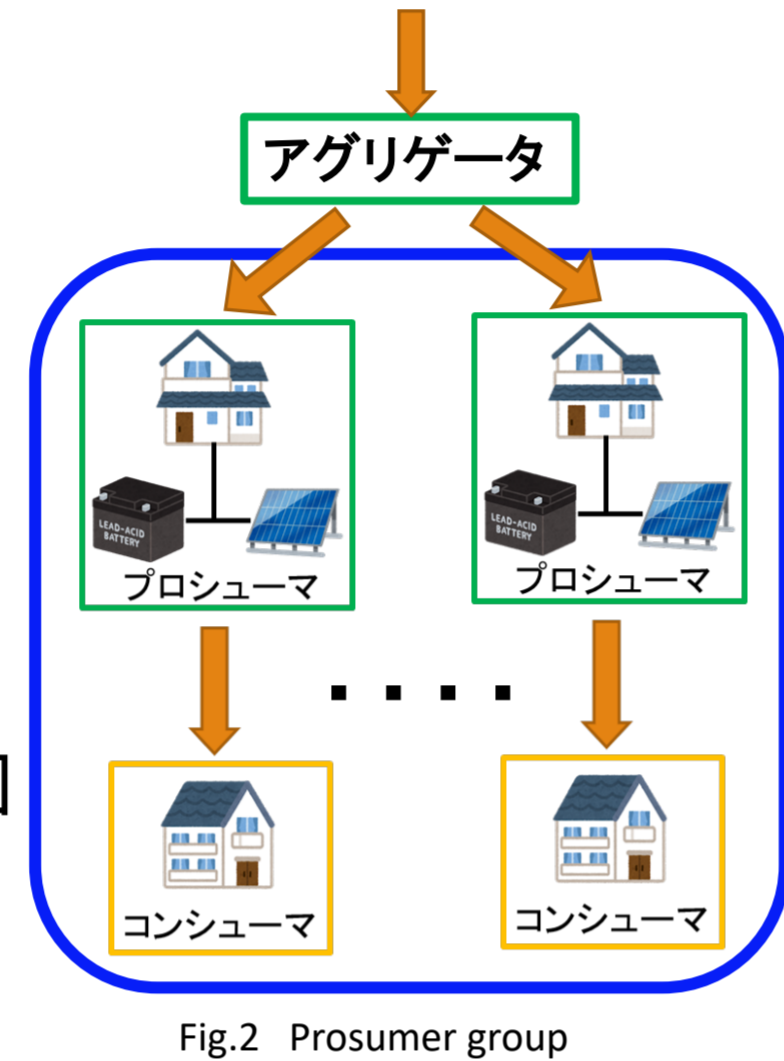 アグリゲータ
LEAD-ACID
BATTERY
プロシューマ
LEAD-ACID
BATTERY
プロシューマ
・・・・
コンシューマ
コンシューマ
Fig.2 Prosumer group